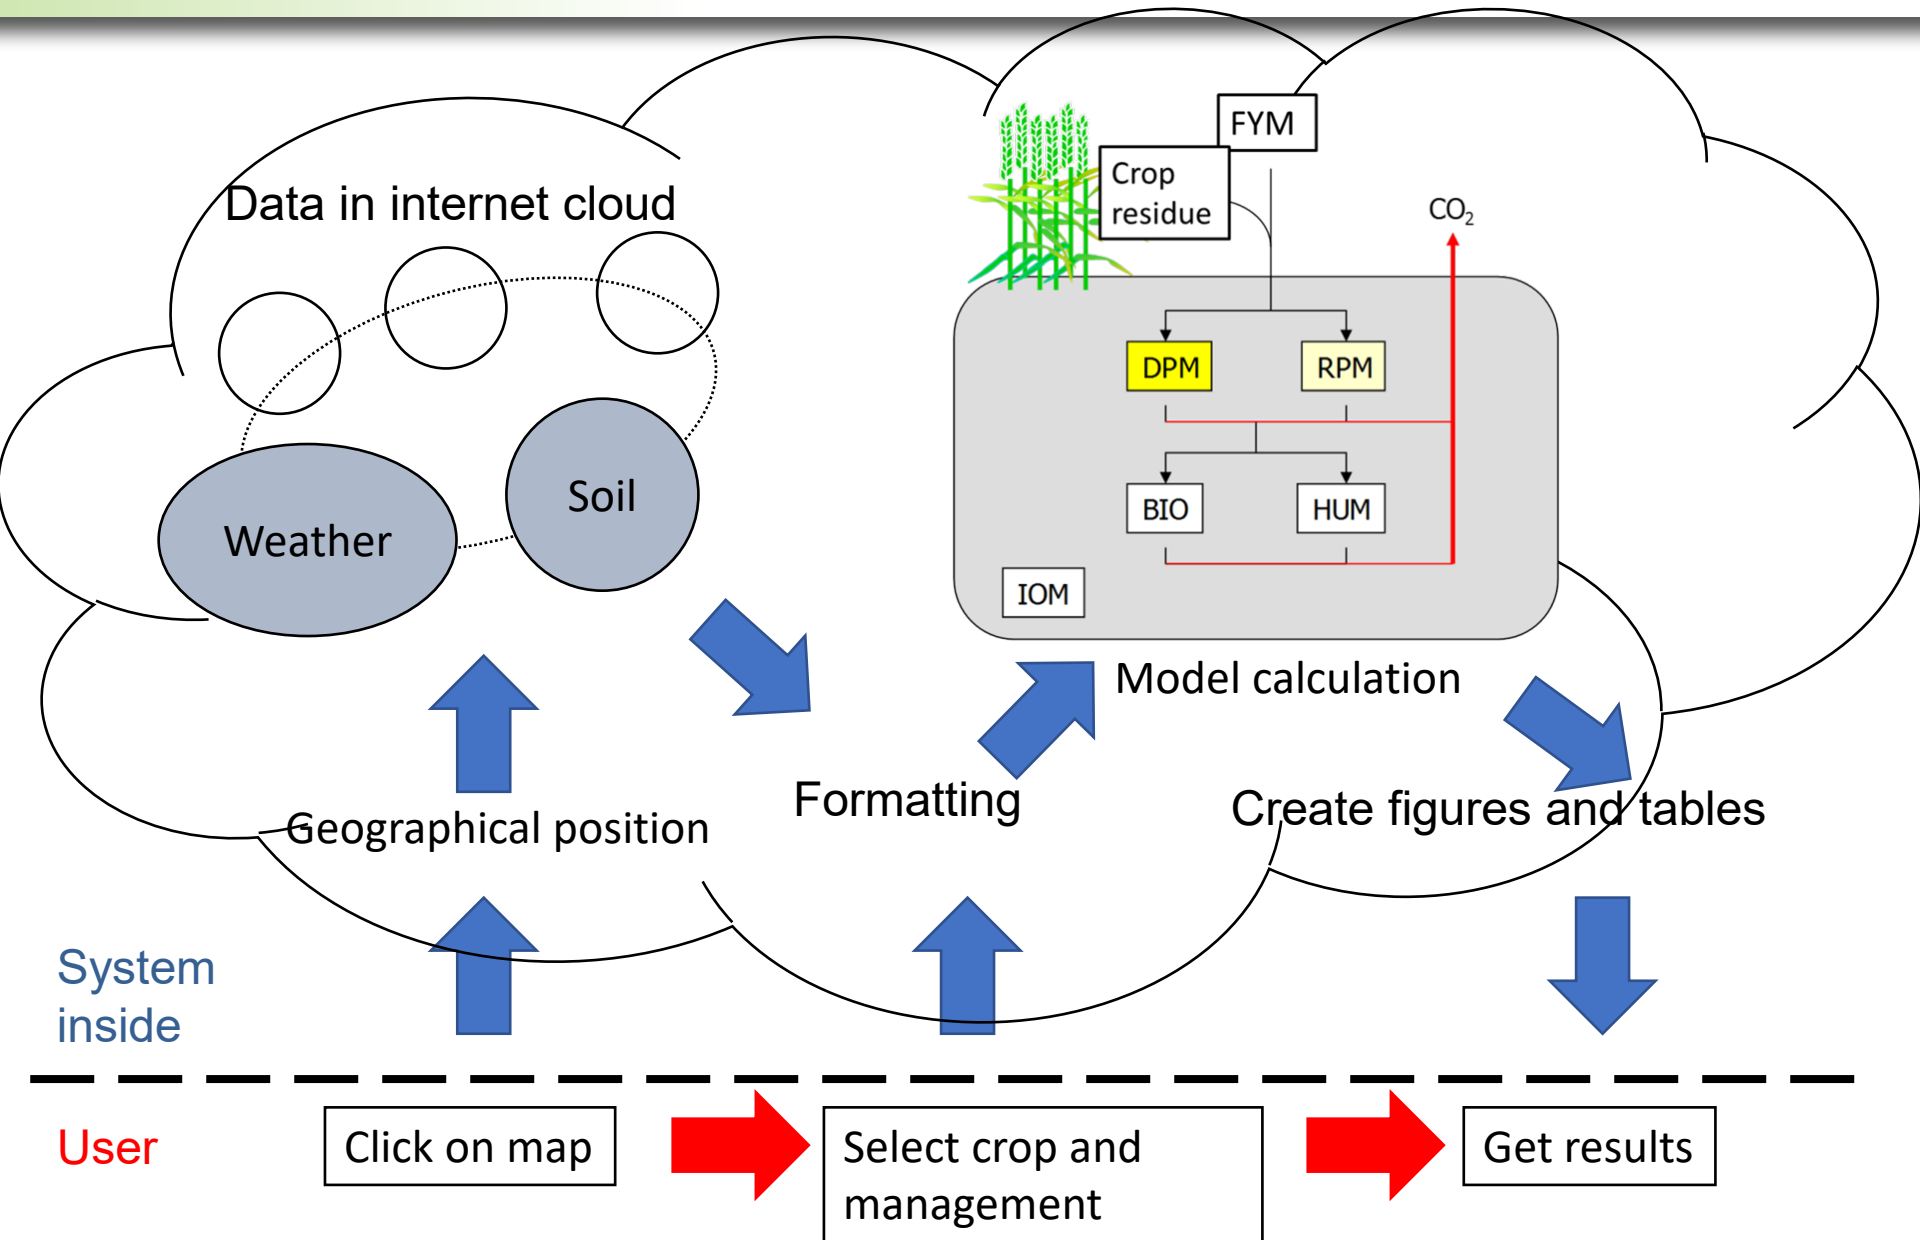 Data in internet cloud
Weather
Soil
FYM
Crop
residue
CO₂
DPM
RPM
BIO
HUM
IOM
Model calculation
Geographical position
Formatting
Create figures and tables
System
inside
User
Click on map
Select crop and
management
Get results